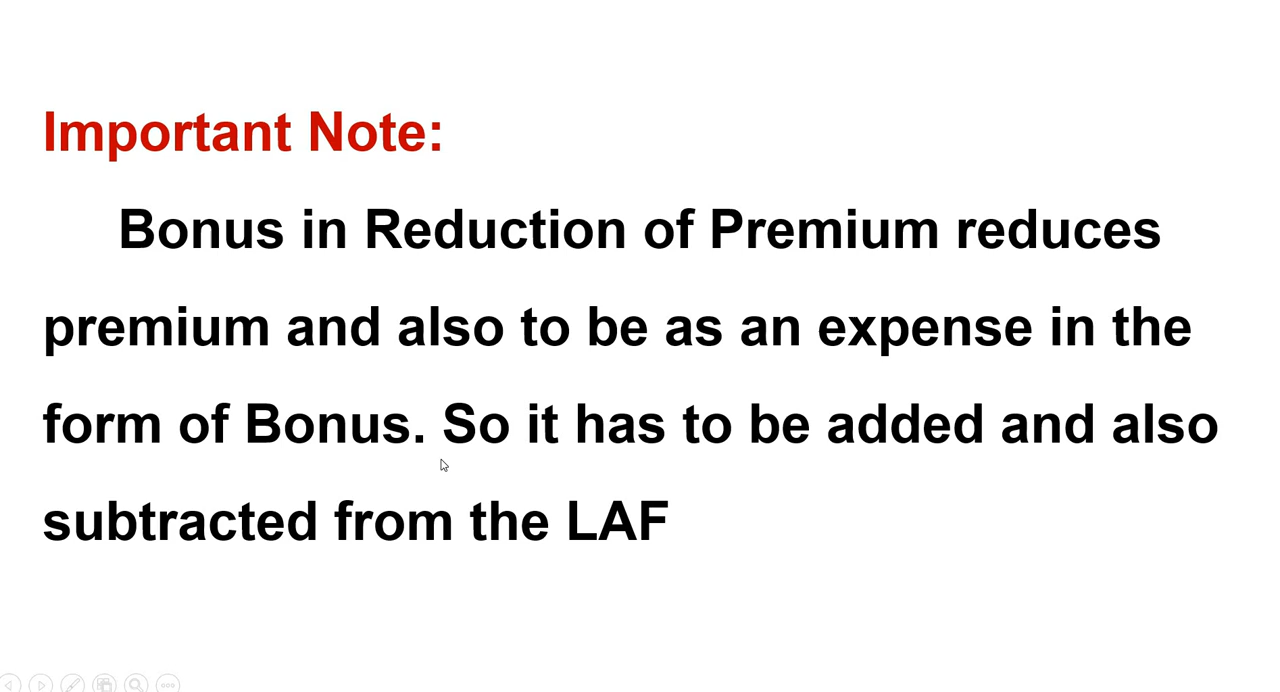 Important Note:
Bonus in Reduction of Premium reduces
premium and also to be as an expense in the
form of Bonus. So it has to be added and also
subtracted from the LAF